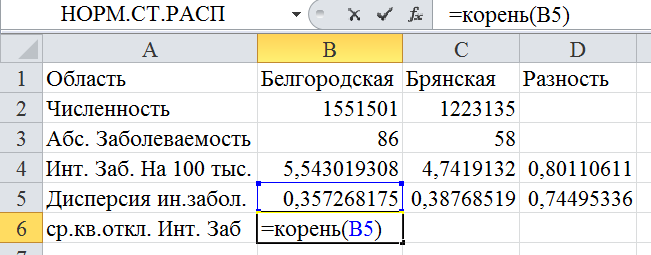 НОРМ.СТ.РАСП fx =корень(B5)
A B C D
1 Область Белгородская Брянская Разность
2 Численность 1551501 1223135
3 Абс. Заболеваемость 86 58
4 Инт. Заб. На 100 тыс. 5,543019308 4,7419132 0,80110611
5 Дисперсия ин.забол. 0,357268175 0,38768519 0,74495336
6 ср.кв.откл. Инт. Заб =корень(B5)